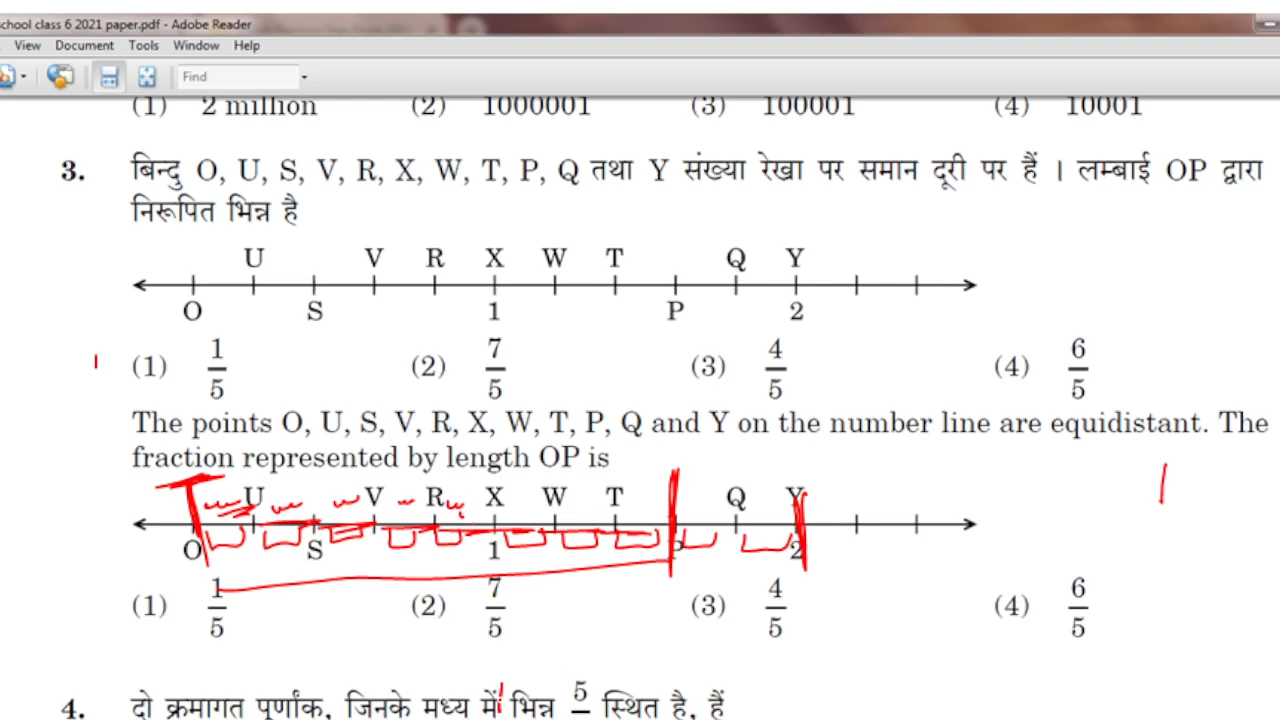 school class 6 2021 paper.pdf - Adobe Reader
View Document Tools Window Help
Find
(1) 2 million (2) 1000001 (3) 100001 (4) 10001
3. बिन्दु O, U, S, V, R, X, W, T, P, Q तथा Y संख्या रेखा पर समान दूरी पर हैं । लम्बाई OP द्वारा
निरूपित भिन्न है
U V R X W T Q Y
O S 1 P 2
(1) 1/5 (2) 7/5 (3) 4/5 (4) 6/5
The points O, U, S, V, R, X, W, T, P, Q and Y on the number line are equidistant. The
fraction represented by length OP is
U V R X W T Q Y
O S 1 P 2
(1) 1/5 (2) 7/5 (3) 4/5 (4) 6/5
4. दो क्रमागत पूर्णांक, जिनके मध्य में भिन्न 5 स्थित है, हैं